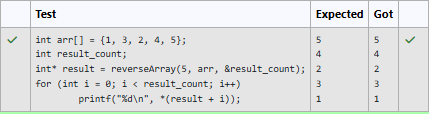 Test Expected Got
int arr[] = {1, 3, 2, 4, 5}; 5 5
int result_count; 4 4
int* result = reverseArray(5, arr, &result_count); 2 2
for (int i = 0; i < result_count; i++) 3 3
printf("%d\n", *(result + i)); 1 1